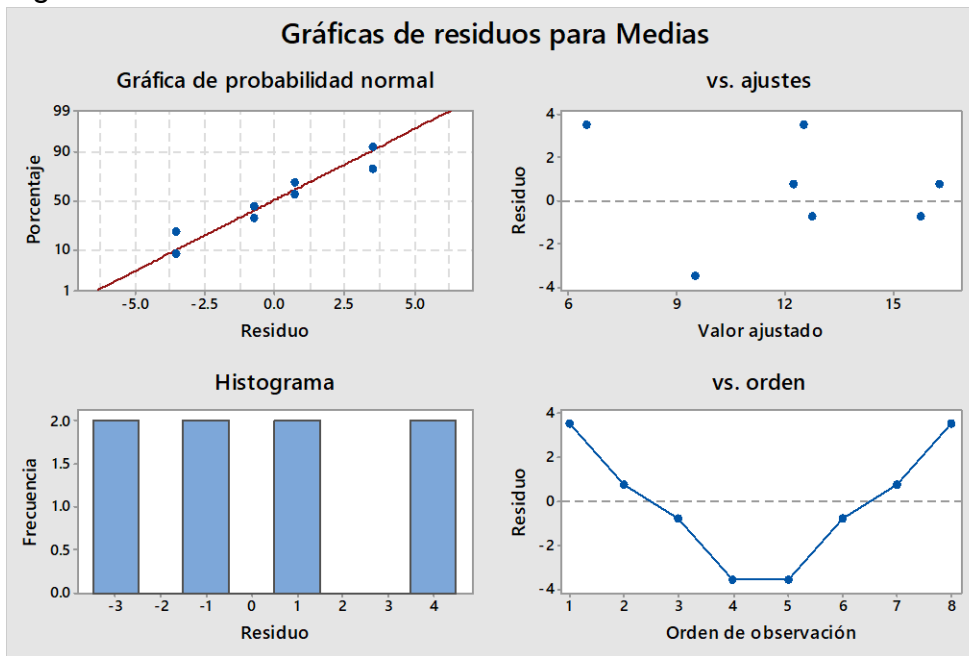 Gráficas de residuos para Medias
Gráfica de probabilidad normal
99
90
50
10
1
Porcentaje
-5.0 -2.5 0.0 2.5 5.0
Residuo
vs. ajustes
4
2
0
-2
-4
Residuo
6 9 12 15
Valor ajustado
Histograma
2.0
1.5
1.0
0.5
0.0
Frecuencia
-3 -2 -1 0 1 2 3 4
Residuo
vs. orden
4
2
0
-2
-4
Residuo
1 2 3 4 5 6 7 8
Orden de observación